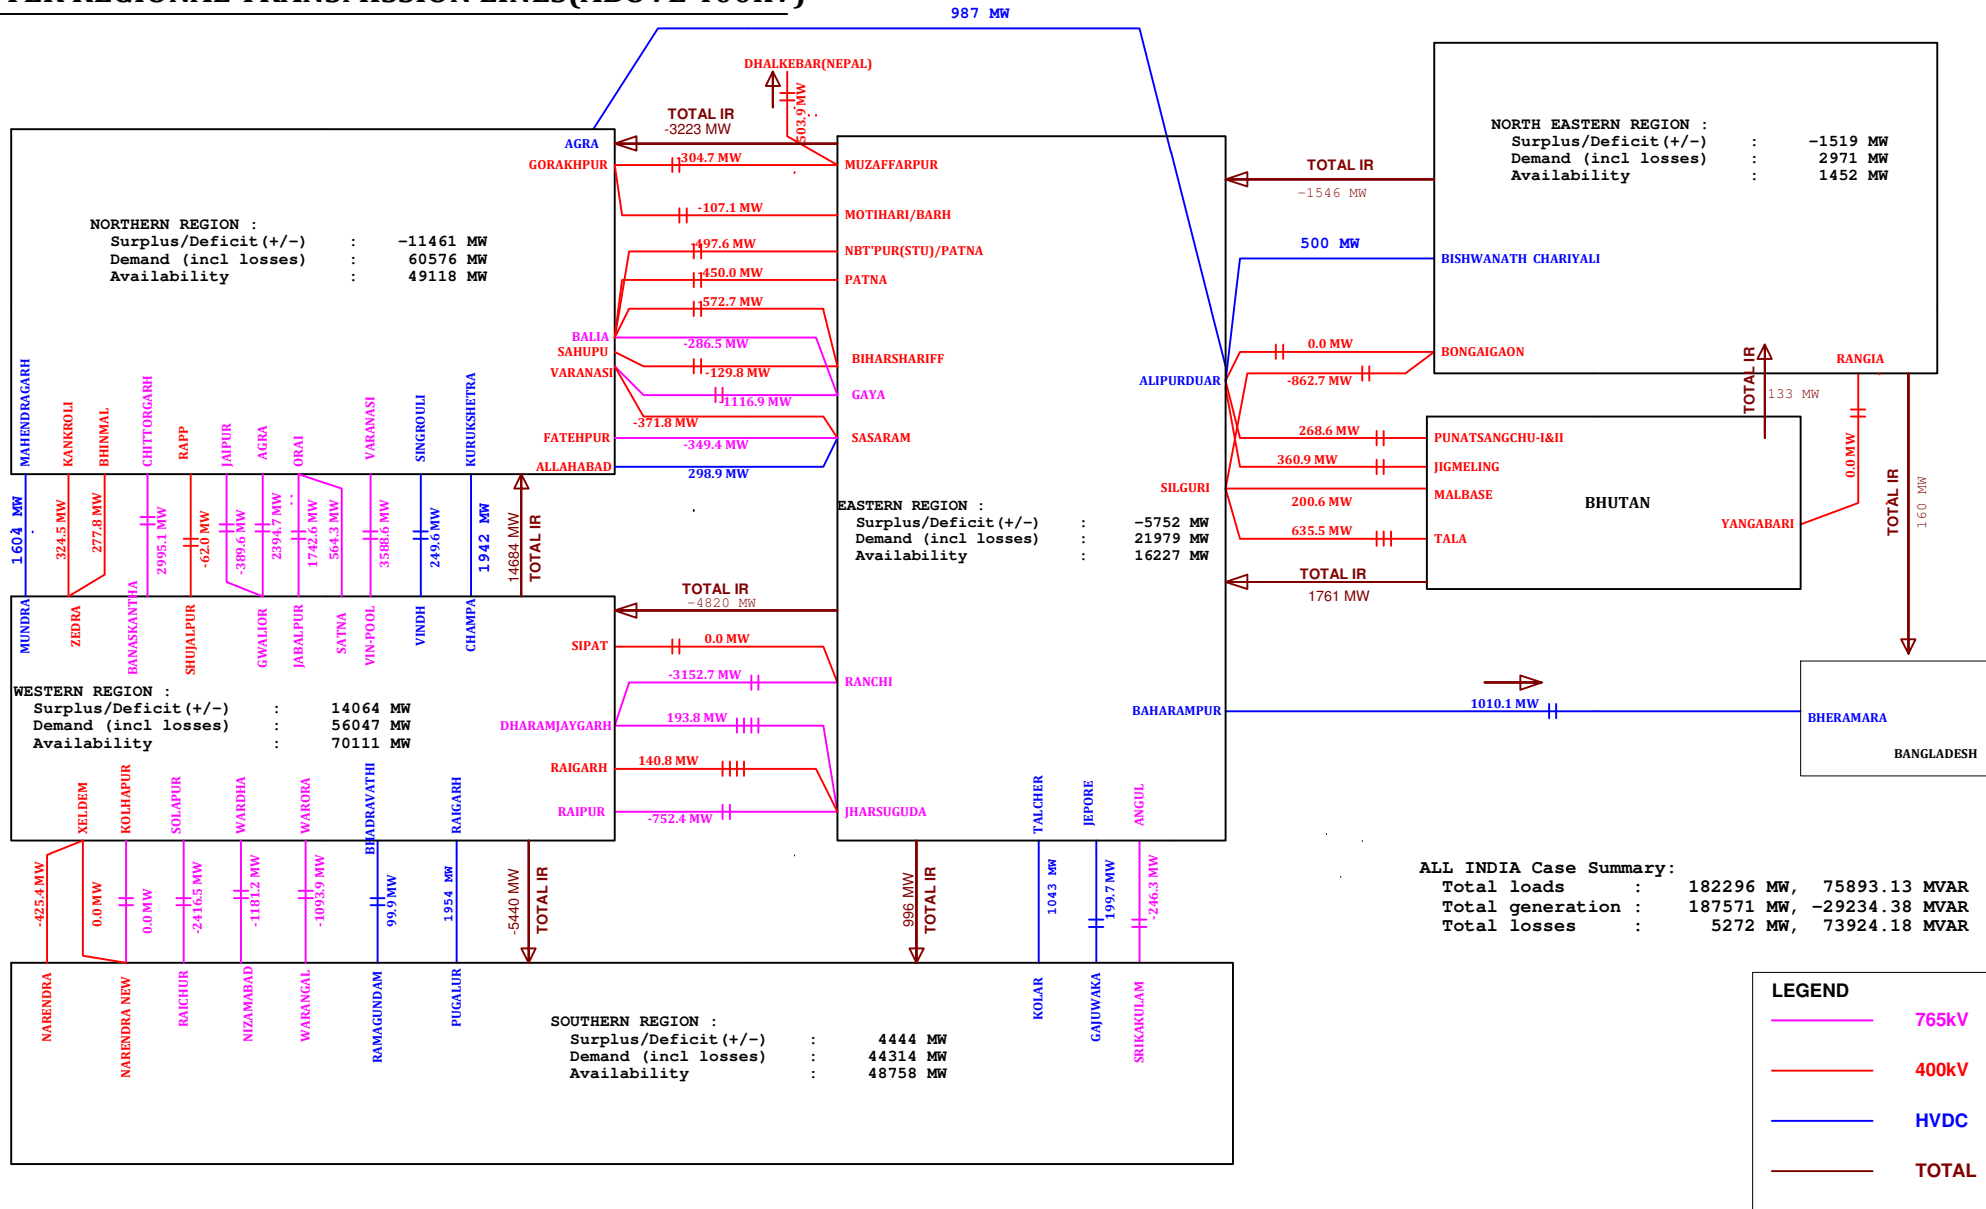 987 MW
DHALKEBAR(NEPAL)
503.9 MW
TOTAL IR
-3223 MW
AGRA
GORAKHPUR
-304.7 MW
MUZAFFARPUR
-107.1 MW
MOTIHARI/BARH
-497.6 MW
NBT'PUR(STU)/PATNA
-450.0 MW
PATNA
-572.7 MW
BALIA
-286.5 MW
SAHUPU
BIHARSHARIFF
VARANASI
-129.8 MW
-1116.9 MW
GAYA
-371.8 MW
FATEHPUR
-349.4 MW
SASARAM
ALLAHABAD
298.9 MW
NORTHERN REGION :
Surplus/Deficit(+/-) : -11461 MW
Demand (incl losses) : 60576 MW
Availability : 49118 MW
NORTH EASTERN REGION :
Surplus/Deficit(+/-) : -1519 MW
Demand (incl losses) : 2971 MW
Availability : 1452 MW
TOTAL IR
-1546 MW
500 MW
BISHWANATH CHARIYALI
0.0 MW
BONGAIGAON
RANGIA
-862.7 MW
ALIPURDUAR
TOTAL IR
133 MW
0.0 MW
TOTAL IR
160 MW
268.6 MW
PUNATSANGCHU-I&II
360.9 MW
JIGMELING
SILGURI
200.6 MW
MALBASE
BHUTAN
YANGABARI
635.5 MW
TALA
TOTAL IR
1761 MW
EASTERN REGION :
Surplus/Deficit(+/-) : -5752 MW
Demand (incl losses) : 21979 MW
Availability : 16227 MW
MAHENDRAGARH
KANKROLI
BHINMAL
CHITTORGARH
RAPP
JAIPUR
AGRA
ORAI
VARANASI
SINGROULI
KURUKSHETRA
1604 MW
324.5 MW
277.8 MW
2995.1 MW
-62.0 MW
-389.6 MW
2394.7 MW
1742.6 MW
564.3 MW
3588.6 MW
249.6 MW
1942 MW
14684 MW
TOTAL IR
MUNDRA
ZEDRA
BANASKANTHA
SHUJALPUR
GWALIOR
JABALPUR
SATNA
VIN-POOL
VINDH
CHAMPA
TOTAL IR
-4820 MW
SIPAT
0.0 MW
RANCHI
-3152.7 MW
DHARAMJAYGARH
193.8 MW
RAIGARH
140.8 MW
RAIPUR
-752.4 MW
JHARSUGUDA
WESTERN REGION :
Surplus/Deficit(+/-) : 14064 MW
Demand (incl losses) : 56047 MW
Availability : 70111 MW
BAHARAMPUR
1010.1 MW
BHERAMARA
BANGLADESH
XELDEM
KOLHAPUR
SOLAPUR
WARDHA
WARORA
BHADRAVATHI
RAIGARH
TALCHER
JEPORE
ANGUL
-425.4 MW
0.0 MW
0.0 MW
-2416.5 MW
-1181.2 MW
-1093.9 MW
99.9 MW
1954 MW
-5440 MW
TOTAL IR
996 MW
TOTAL IR
1043 MW
199.7 MW
-246.3 MW
NARENDRA
NARENDRA NEW
RAICHUR
NIZAMABAD
WARANGAL
RAMAGUNDAM
PUGALUR
KOLAR
GAJUWAKA
SRIKAKULAM
SOUTHERN REGION :
Surplus/Deficit(+/-) : 4444 MW
Demand (incl losses) : 44314 MW
Availability : 48758 MW
ALL INDIA Case Summary:
Total loads : 182296 MW, 75893.13 MVAR
Total generation : 187571 MW, -29234.38 MVAR
Total losses : 5272 MW, 73924.18 MVAR
LEGEND
765kV
400kV
HVDC
TOTAL